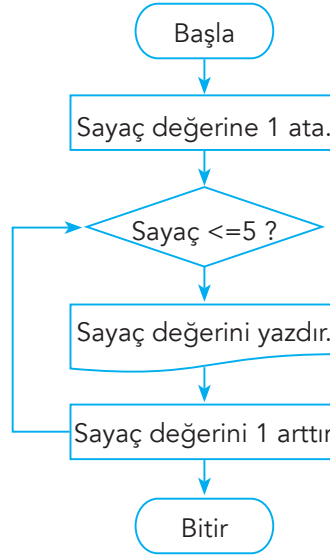 Başla
Sayaç değerine 1 ata.
Sayaç <=5 ?
Sayaç değerini yazdır.
Sayaç değerini 1 arttır
Bitir